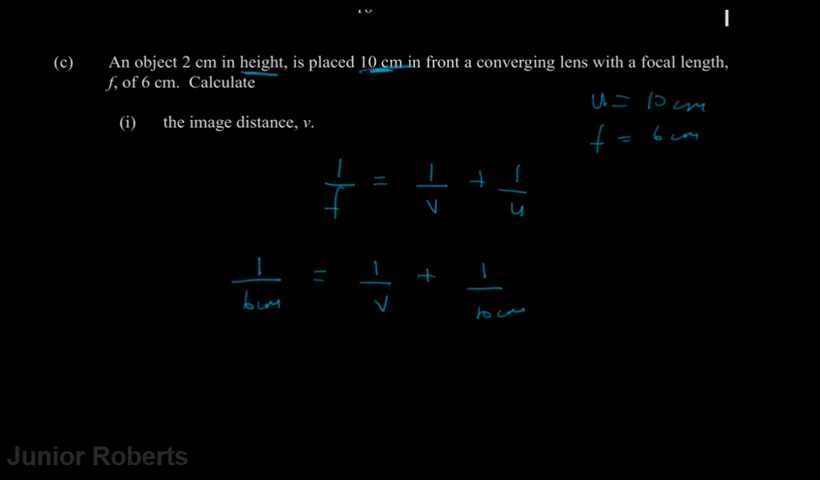 (c) An object 2 cm in height, is placed 10 cm in front a converging lens with a focal length,
f, of 6 cm. Calculate
u = 10 cm
(i) the image distance, v.
f = 6 cm
1/f = 1/v + 1/u
1/6cm = 1/v + 1/10cm
Junior Roberts